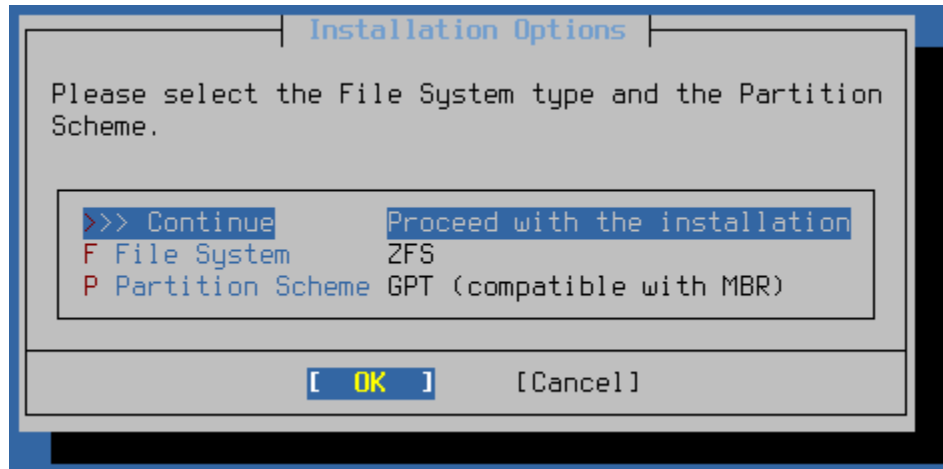 Installation Options
Please select the File System type and the Partition
Scheme.
>>> Continue Proceed with the installation
F File System ZFS
P Partition Scheme GPT (compatible with MBR)
[ OK ] [Cancel]